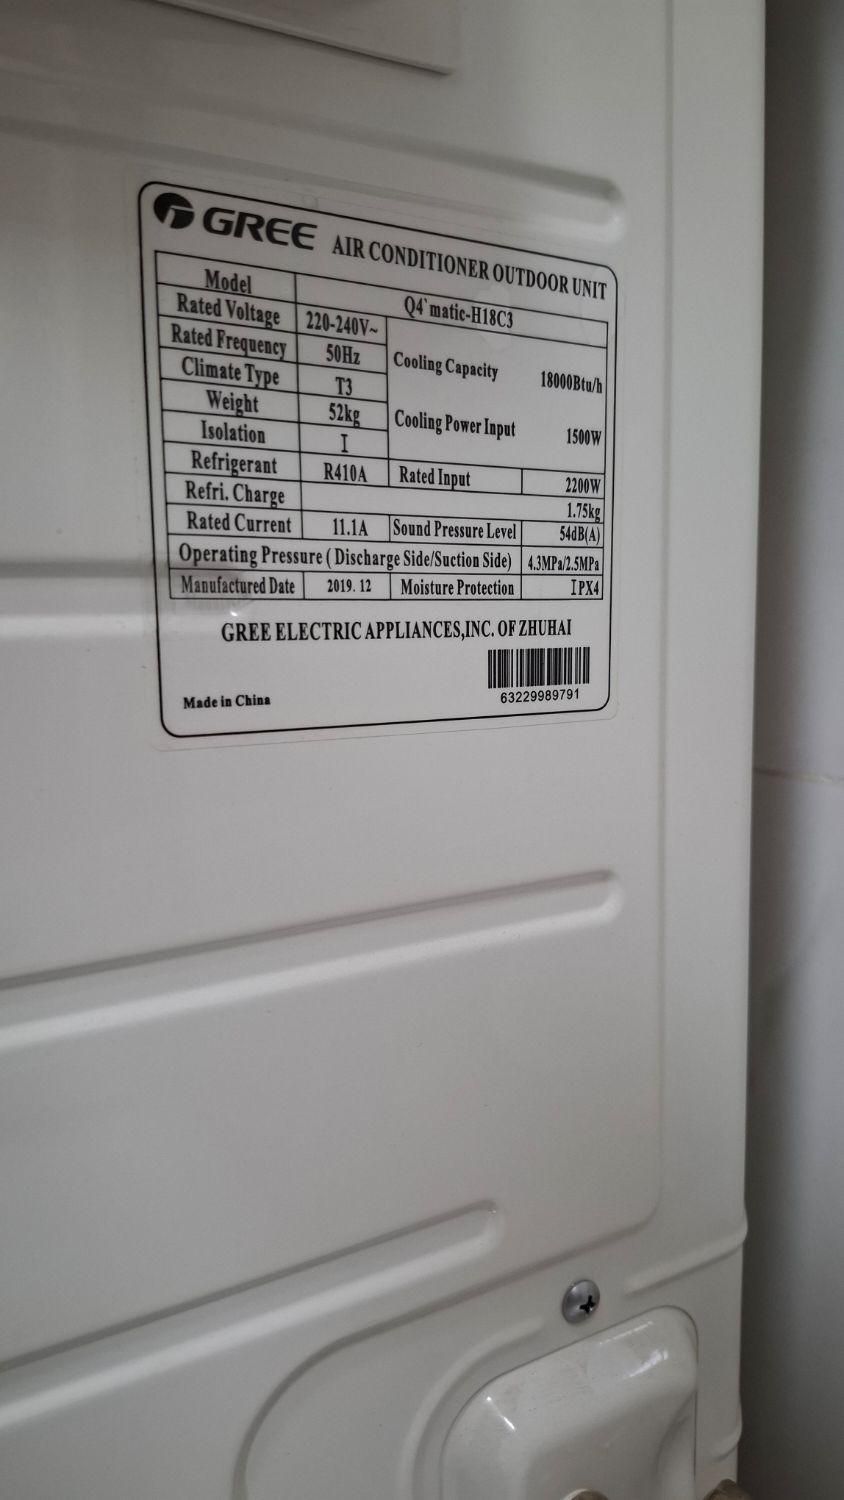 GREE AIR CONDITIONER OUTDOOR UNIT
Model Q4`matic-H18C3
Rated Voltage 220-240V~
Rated Frequency 50Hz
Cooling Capacity 18000Btu/h
Climate Type T3
Weight 52kg
Cooling Power Input 1500W
Isolation I
Refrigerant R410A Rated Input 2200W
Refri. Charge 1.75kg
Rated Current 11.1A Sound Pressure Level 54dB(A)
Operating Pressure ( Discharge Side/Suction Side) 4.3MPa/2.5MPa
Manufactured Date 2019. 12 Moisture Protection IPX4
GREE ELECTRIC APPLIANCES,INC. OF ZHUHAI
Made in China 63229989791